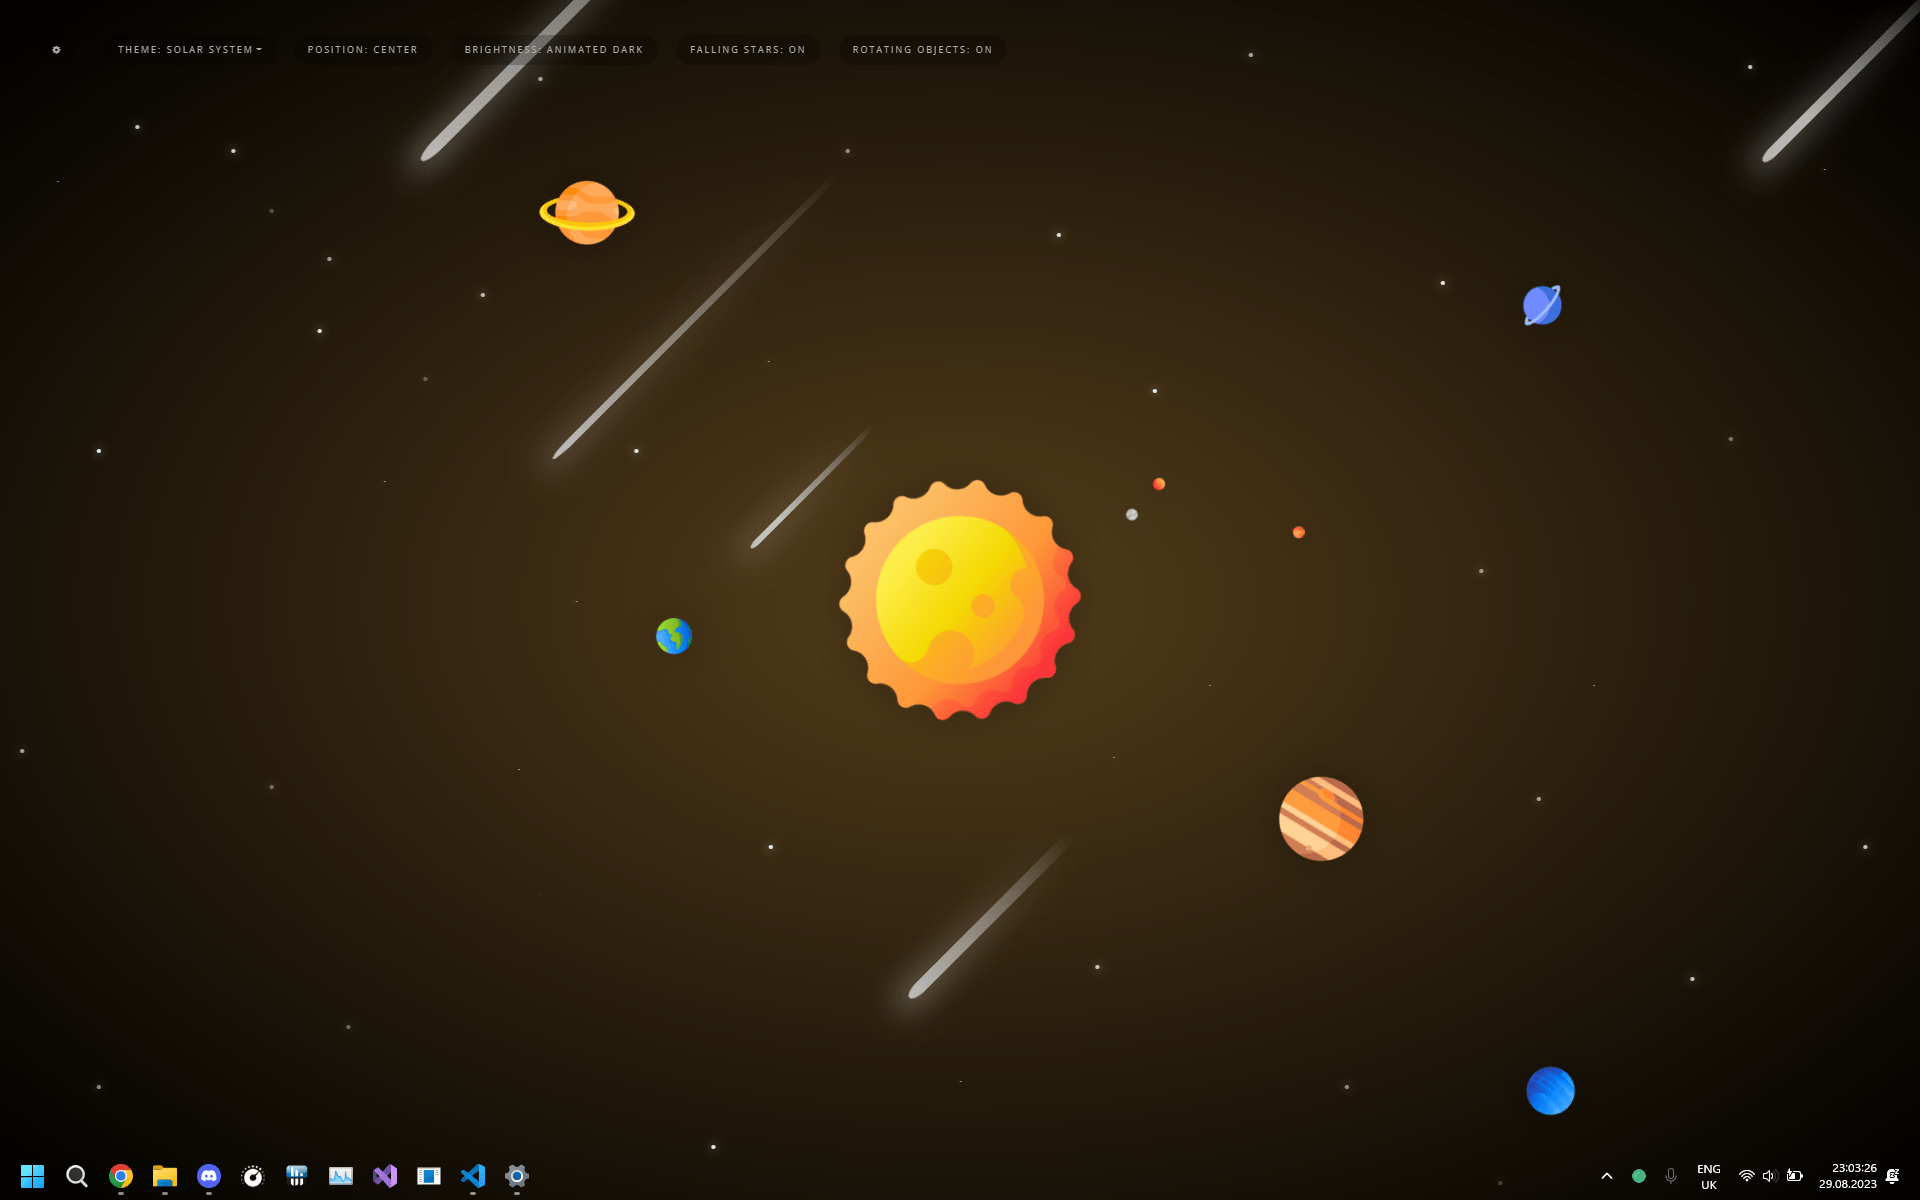 THEME: SOLAR SYSTEM
POSITION: CENTER
BRIGHTNESS: ANIMATED DARK
FALLING STARS: ON
ROTATING OBJECTS: ON
ENG
UK
23:03:26
29.08.2023